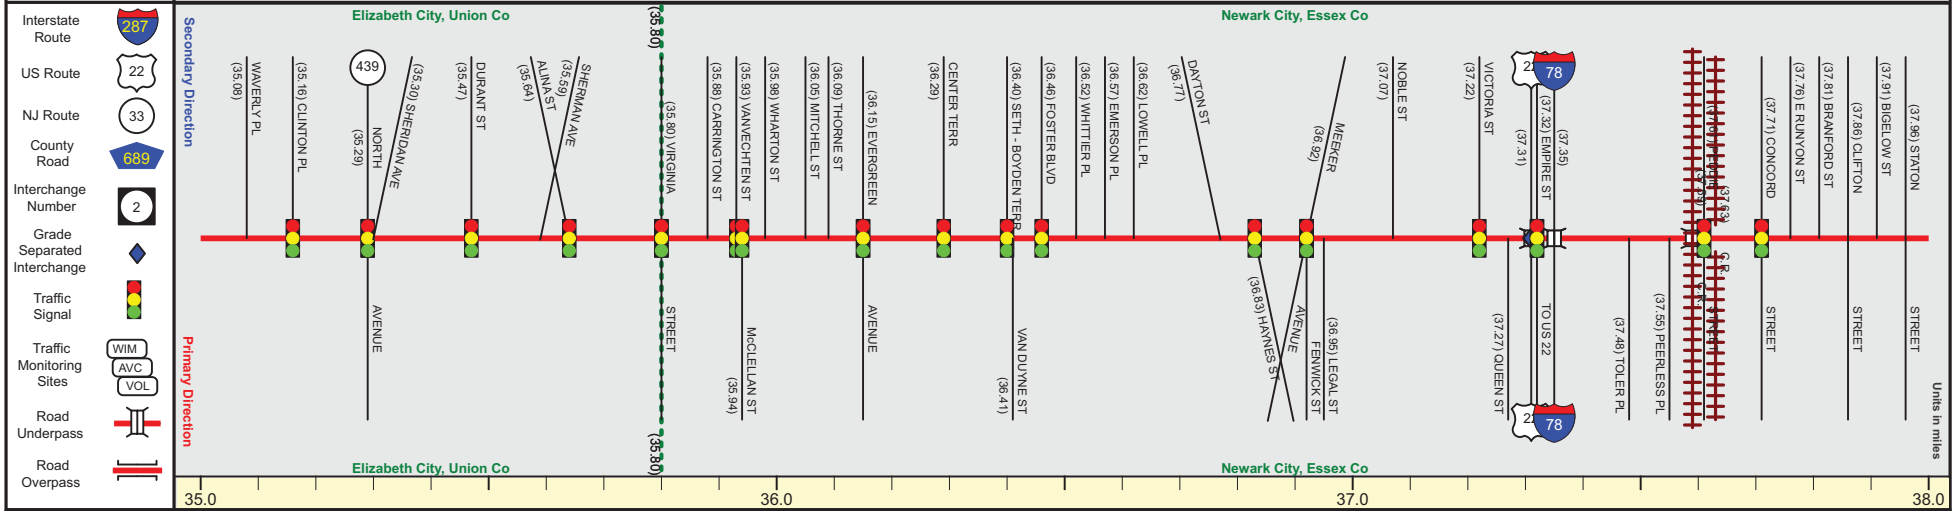 Interstate
Route
287
US Route
22
NJ Route
33
County
Road
689
Interchange
Number
2
Grade
Separated
Interchange
Traffic
Signal
Traffic
Monitoring
Sites
WIM
AVC
VOL
Road
Underpass
Road
Overpass
Secondary Direction
Primary Direction
Elizabeth City, Union Co
(35.80)
Newark City, Essex Co
(35.08)
WAVERLY PL
(35.16) CLINTON PL
439
(35.29)
NORTH
AVENUE
(35.30) SHERIDAN AVE
(35.47)
DURANT ST
(35.64)
ALINA ST
(35.59)
SHERMAN AVE
(35.80) VIRGINIA
STREET
(35.88) CARRINGTON ST
(35.93) VANVECHTEN ST
(35.94)
McCLELLAN ST
(35.98) WHARTON ST
(36.05) MITCHELL ST
(36.09) THORNE ST
(36.15) EVERGREEN
AVENUE
(36.29)
CENTER TERR
(36.40) SETH - BOYDEN TERR
(36.41)
VAN DUYNE ST
(36.46) FOSTER BLVD
(36.52) WHITTIER PL
(36.57) EMERSON PL
(36.62) LOWELL PL
(36.77)
DAYTON ST
(36.83) HAYNES ST
(36.92)
MEEKER
AVENUE
FENWICK ST
(36.95) LEGAL ST
(37.07)
NOBLE ST
(37.22)
VICTORIA ST
(37.27) QUEEN ST
(37.31)
78
(37.32) EMPIRE ST
TO US 22
(37.35)
78
(37.48) TOLER PL
(37.55) PEERLESS PL
(37.63)
C.R.
(37.71) CONCORD
STREET
(37.76) E RUNYON ST
(37.81) BRANFORD ST
(37.86) CLIFTON
STREET
(37.91) BIGELOW ST
(37.96) STATON
STREET
Units in miles
Elizabeth City, Union Co
(35.80)
Newark City, Essex Co
35.0
36.0
37.0
38.0